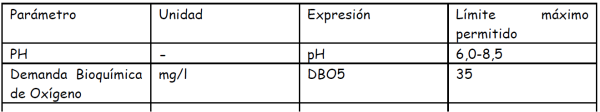 Parámetro Unidad Expresión Límite máximo
permitido
PH - pH 6,0-8,5
Demanda Bioquímica mg/l DBO5 35
de Oxígeno